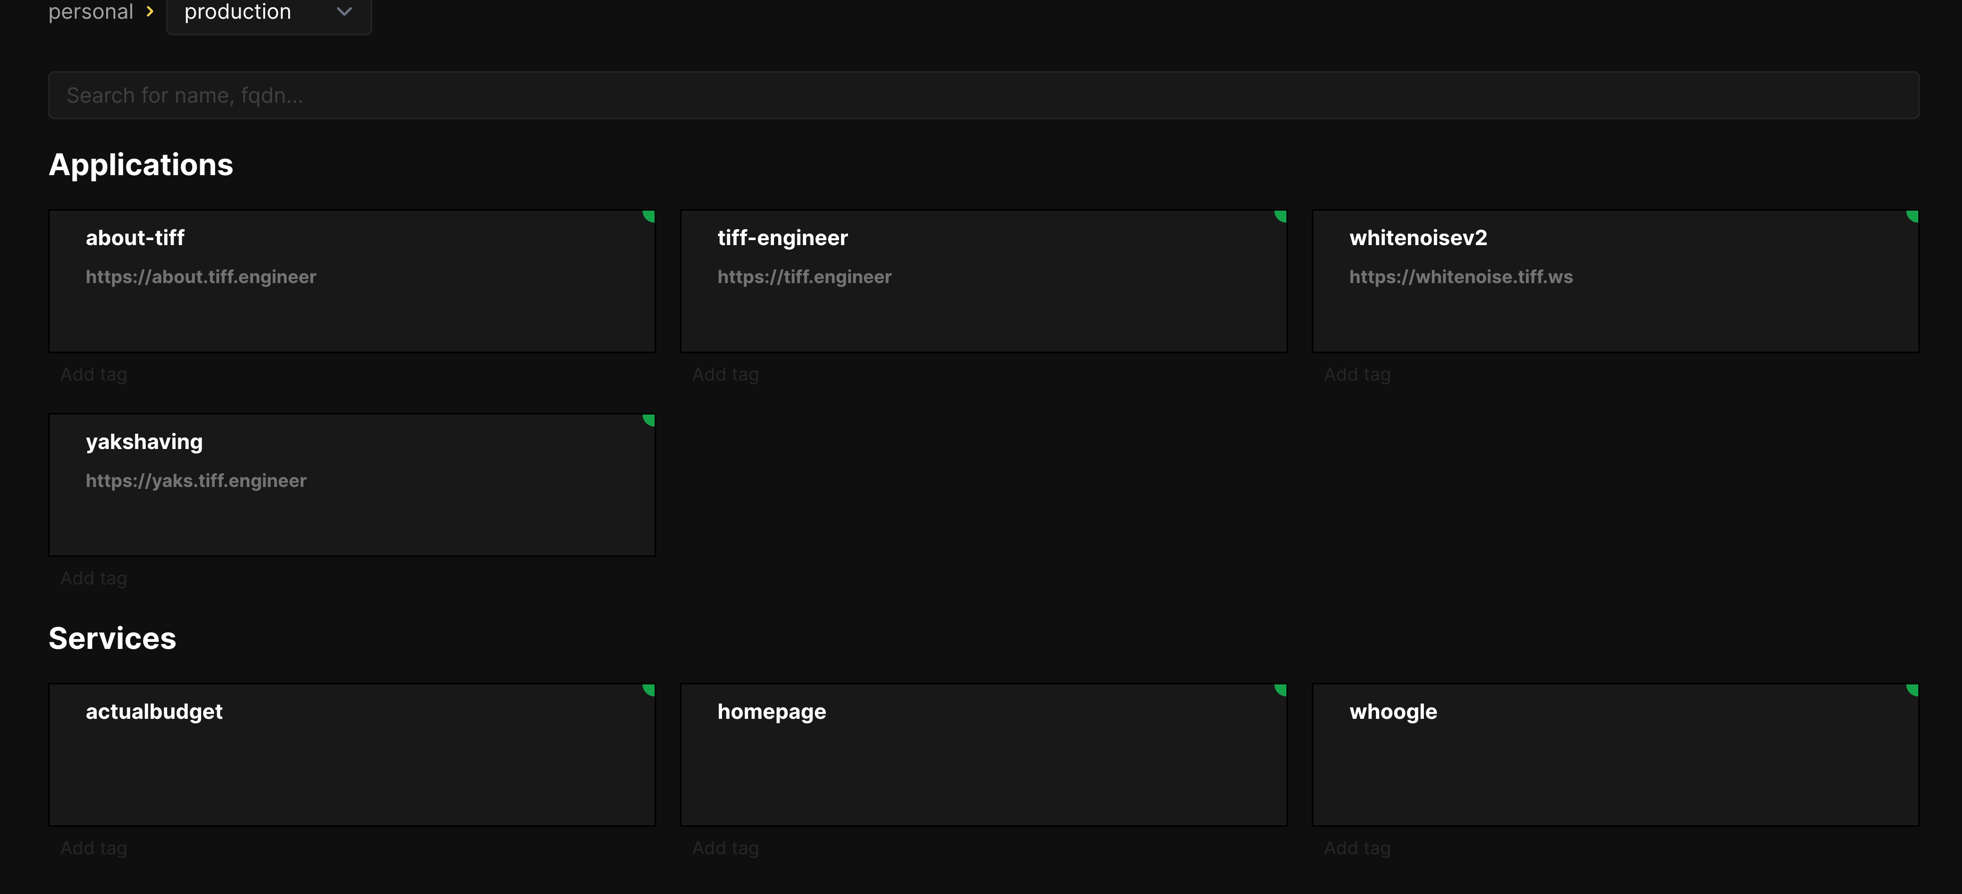 personal > production
Search for name, fqdn...
Applications
about-tiff
https://about.tiff.engineer
Add tag
tiff-engineer
https://tiff.engineer
Add tag
whitenoisev2
https://whitenoise.tiff.ws
Add tag
yakshaving
https://yaks.tiff.engineer
Add tag
Services
actualbudget
Add tag
homepage
Add tag
whoogle
Add tag